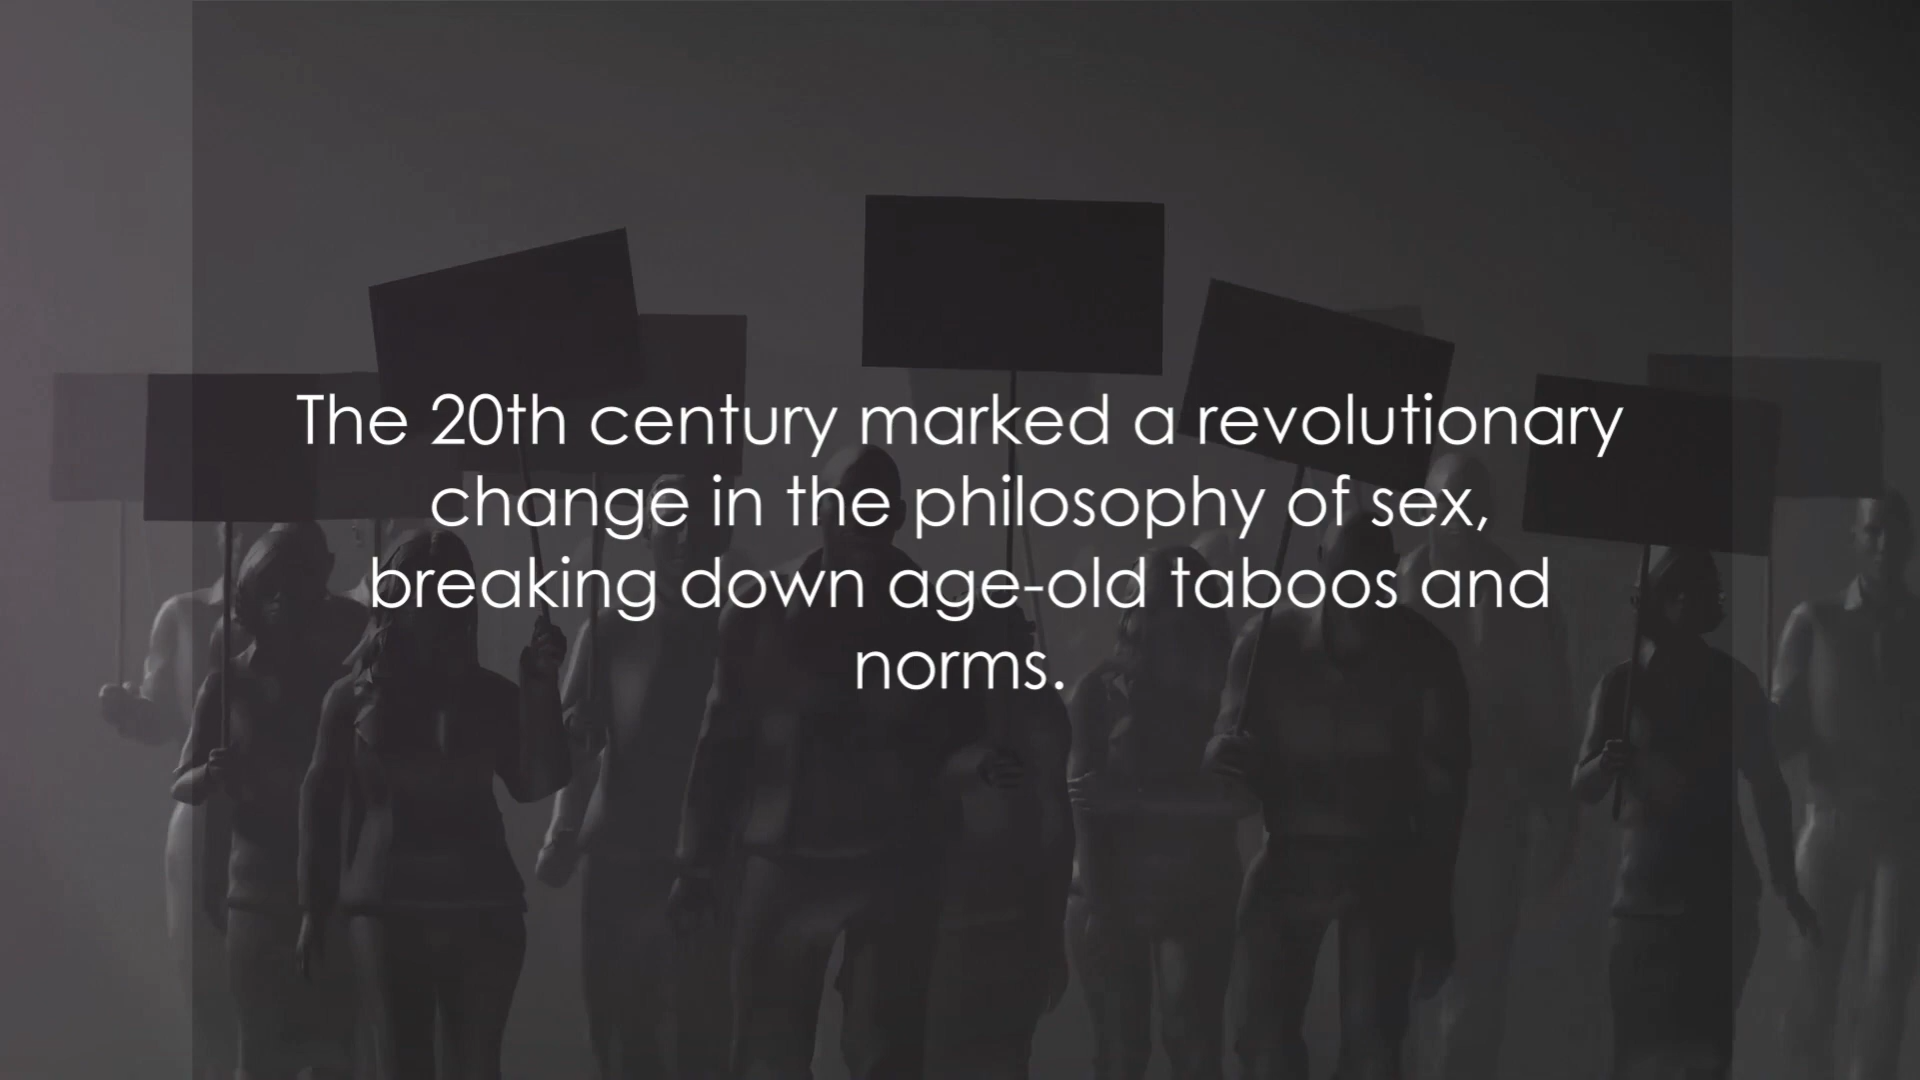 The 20th century marked a revolutionary
change in the philosophy of sex,
breaking down age-old taboos and
norms.